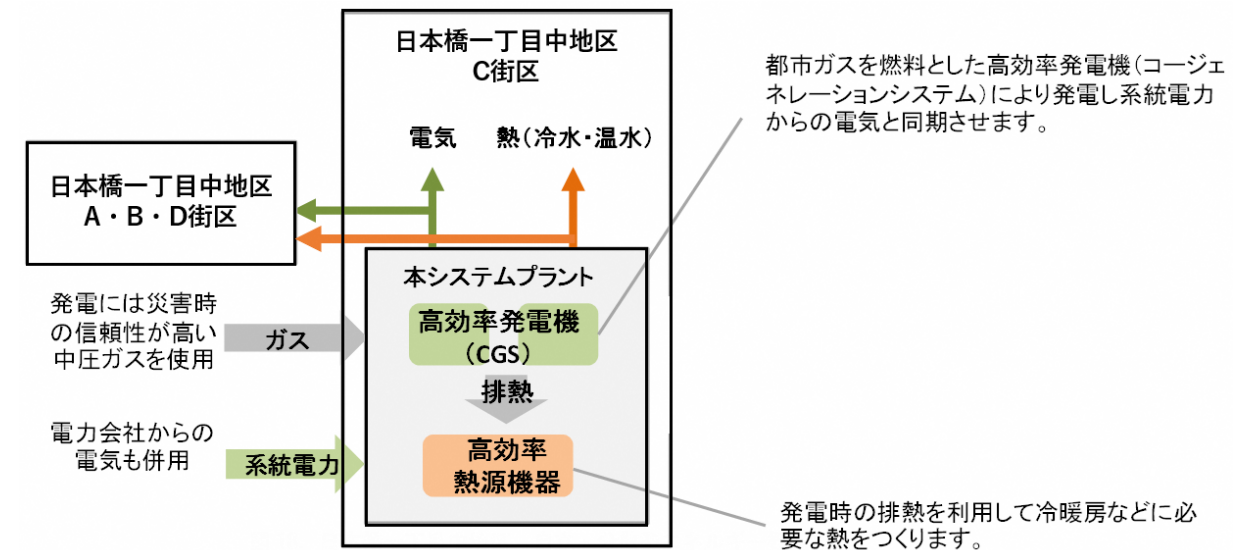 日本橋一丁目中地区
C街区
電気
熱（冷水・温水）
日本橋一丁目中地区
A・B・D街区
都市ガスを燃料とした高効率発電機（コージェ
ネレーションシステム）により発電し系統電力
からの電気と同期させます。
本システムプラント
高効率発電機
（CGS）
排熱
高効率
熱源機器
発電には災害時
の信頼性が高い
中圧ガスを使用
ガス
電力会社からの
電気も併用
系統電力
発電時の排熱を利用して冷暖房などに必
要な熱をつくります。